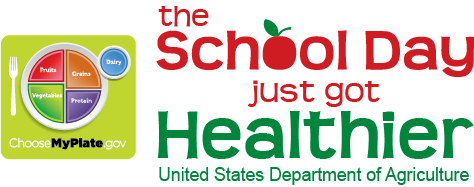 Fruits
Grains
Dairy
Vegetables
Protein
ChooseMyPlate.gov
the
School Day
just got
Healthier
United States Department of Agriculture